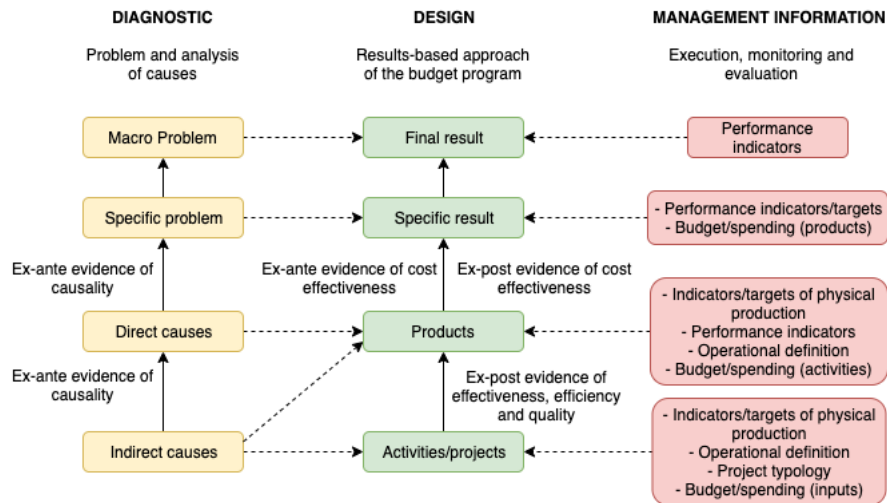 DIAGNOSTIC
Problem and analysis
of causes
DESIGN
Results-based approach
of the budget program
MANAGEMENT INFORMATION
Execution, monitoring and
evaluation
Macro Problem
Final result
Performance
indicators
Specific problem
Specific result
- Performance indicators/targets
- Budget/spending (products)
Ex-ante evidence of
causality
Ex-ante evidence of cost
effectiveness
Ex-post evidence of cost
effectiveness
Direct causes
Products
- Indicators/targets of physical
production
- Performance indicators
- Operational definition
- Budget/spending (activities)
Ex-ante evidence of
causality
Ex-post evidence of
effectiveness, efficiency
and quality
Indirect causes
Activities/projects
- Indicators/targets of physical
production
- Operational definition
- Project typology
- Budget/spending (inputs)